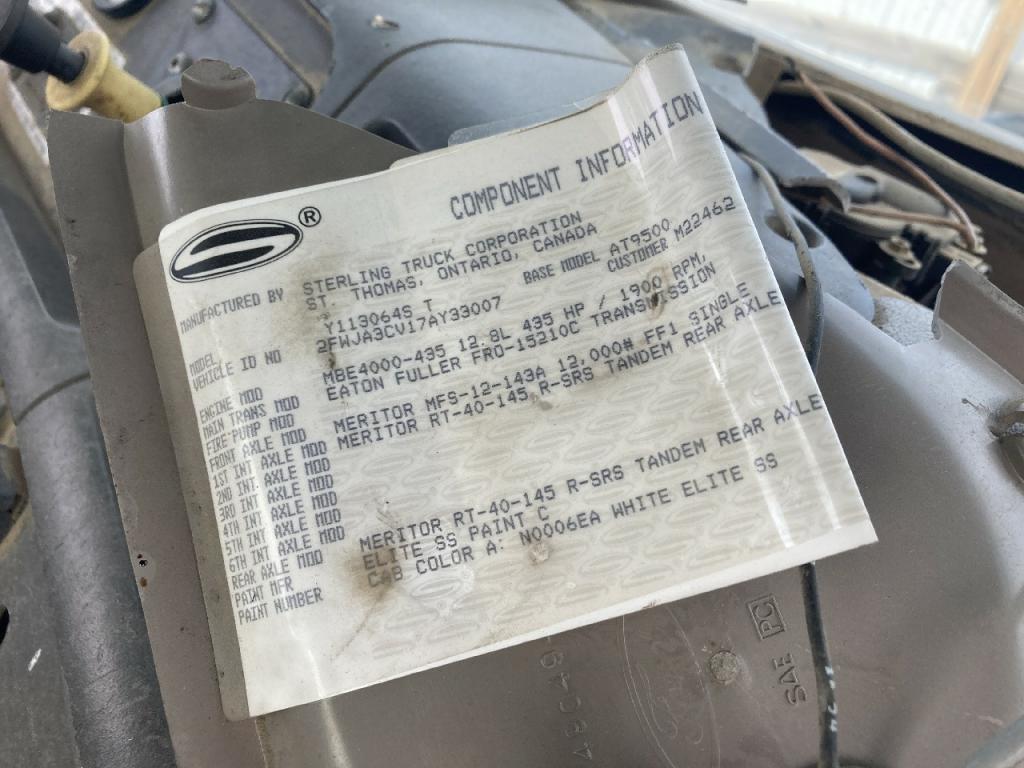 ®
COMPONENT INFORMATION
MANUFACTURED BY STERLING TRUCK CORPORATION
ST. THOMAS, ONTARIO, CANADA
MODEL Y113064S T BASE MODEL AT9500
VEHICLE ID NO 2FWJA3CV17AY33007 CUSTOMER M22462
ENGINE MOD MBE4000-435 12.8L 435 HP / 1900 RPM,
MAIN TRANS MOD EATON FULLER FRO-15210C TRANSMISSION
FIRE-PUMP MOD
FRONT AXLE MOD MERITOR MFS-12-143A 12,000# FF1 SINGLE
1ST INT AXLE MOD MERITOR RT-40-145 R-SRS TANDEM REAR AXLE
2ND INT. AXLE MOD
3RD INT AXLE MOD
4TH INT AXLE MOD
5TH INT AXLE MOD
6TH INT AXLE MOD
REAR AXLE MOD MERITOR RT-40-145 R-SRS TANDEM REAR AXLE
PAINT MFR ELITE SS PAINT C
PAINT NUMBER CAB COLOR A: N0006EA WHITE ELITE SS
SAE PC